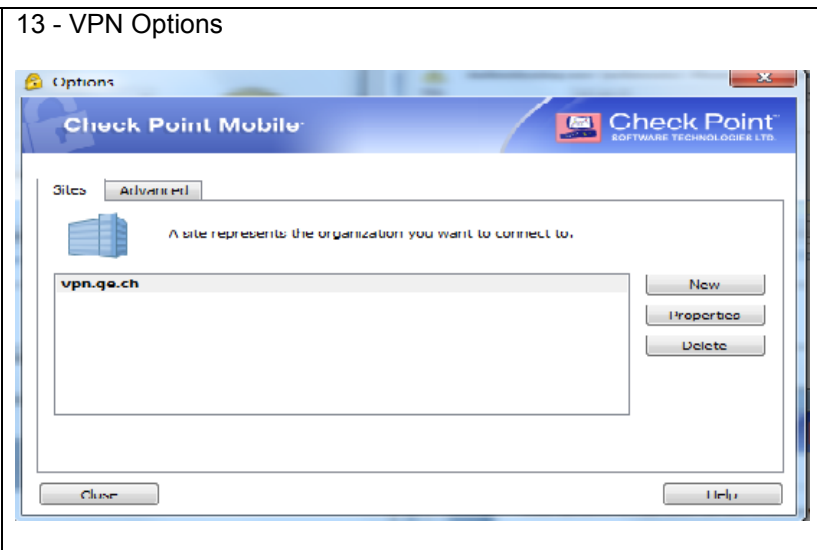 13 - VPN Options
Options
Check Point Mobile
Check Point™
SOFTWARE TECHNOLOGIES LTD.
Sites Advanced
A site represents the organization you want to connect to.
vpn.ge.ch
New
Properties
Delete
Close Help